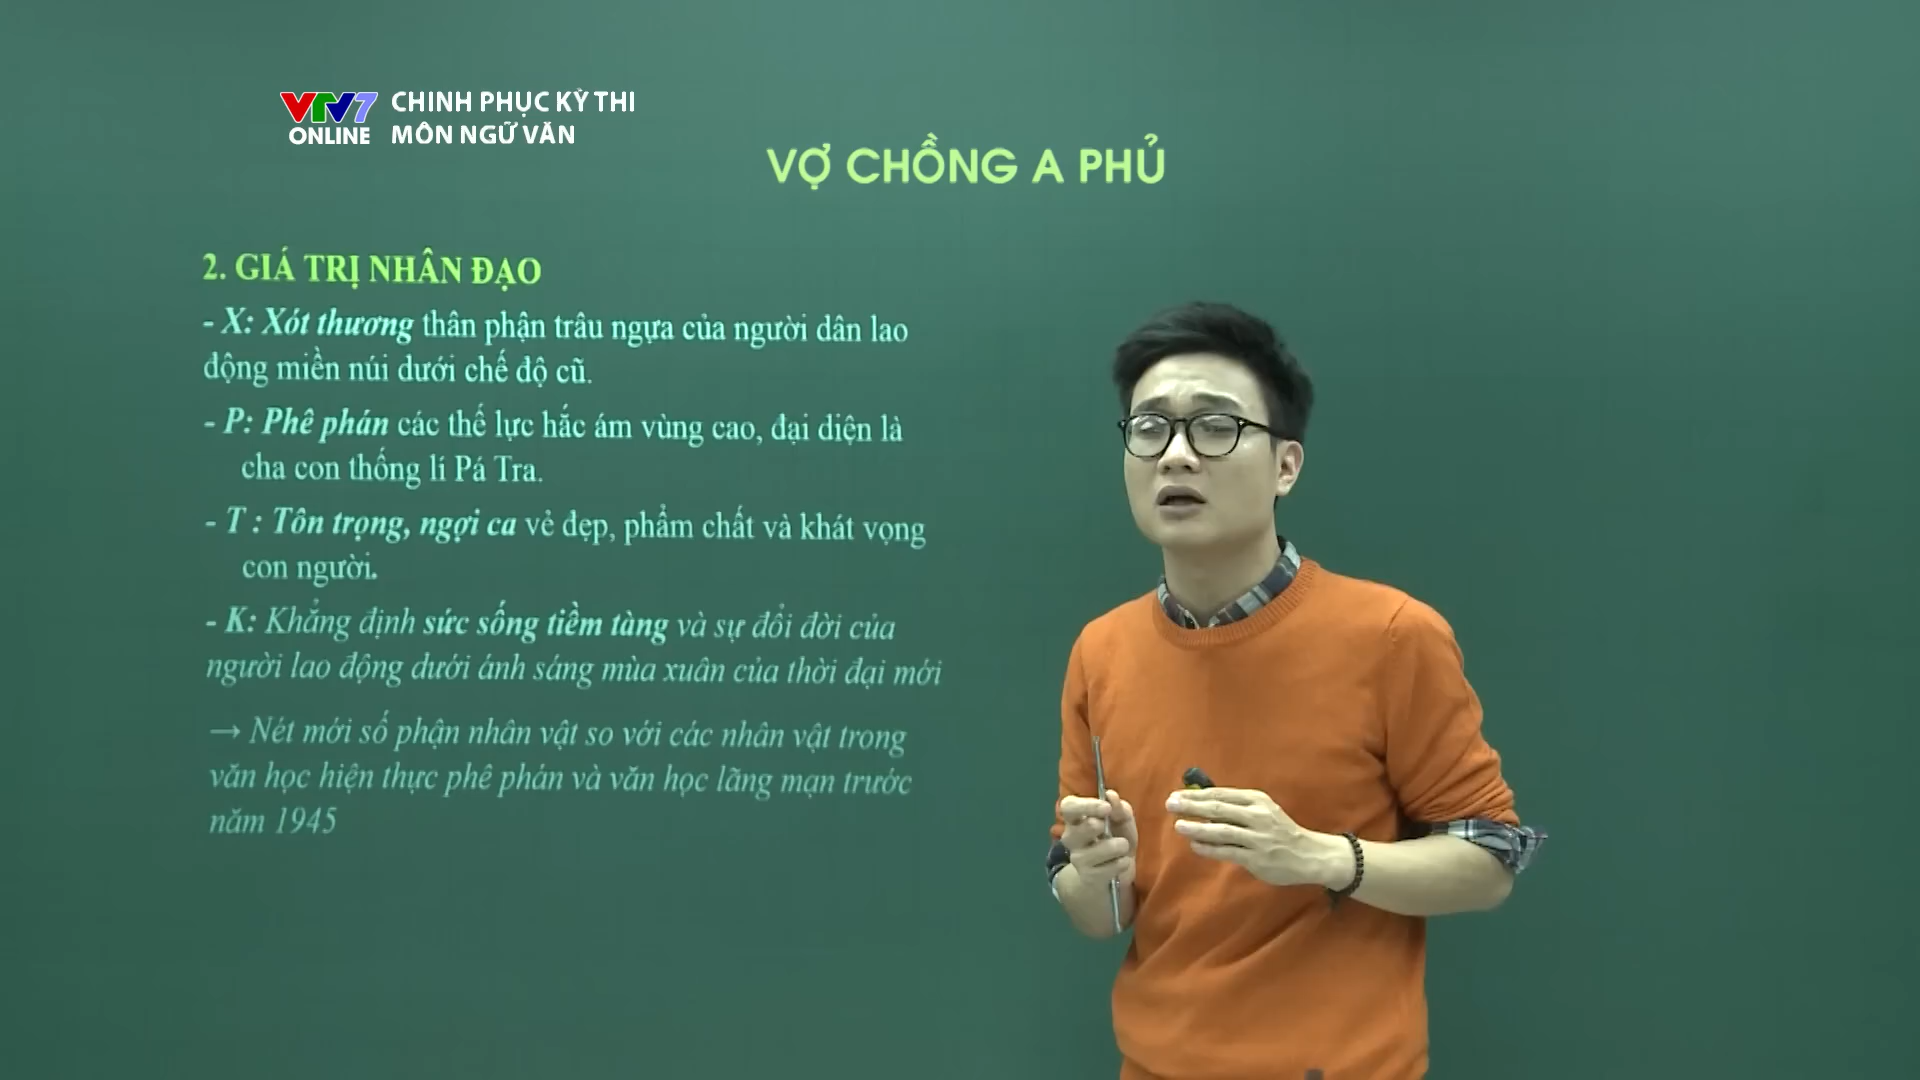 VTV7
ONLINE
CHINH PHỤC KỲ THI
MÔN NGỮ VĂN
VỢ CHỒNG A PHỦ
2. GIÁ TRỊ NHÂN ĐẠO
- X: Xót thương thân phận trâu ngựa của người dân lao
động miền núi dưới chế độ cũ.
- P: Phê phán các thế lực hắc ám vùng cao, đại diện là
cha con thống lí Pá Tra.
- T : Tôn trọng, ngợi ca vẻ đẹp, phẩm chất và khát vọng
con người.
- K: Khẳng định sức sống tiềm tàng và sự đổi đời của
người lao động dưới ánh sáng mùa xuân của thời đại mới
→ Nét mới số phận nhân vật so với các nhân vật trong
văn học hiện thực phê phán và văn học lãng mạn trước
năm 1945